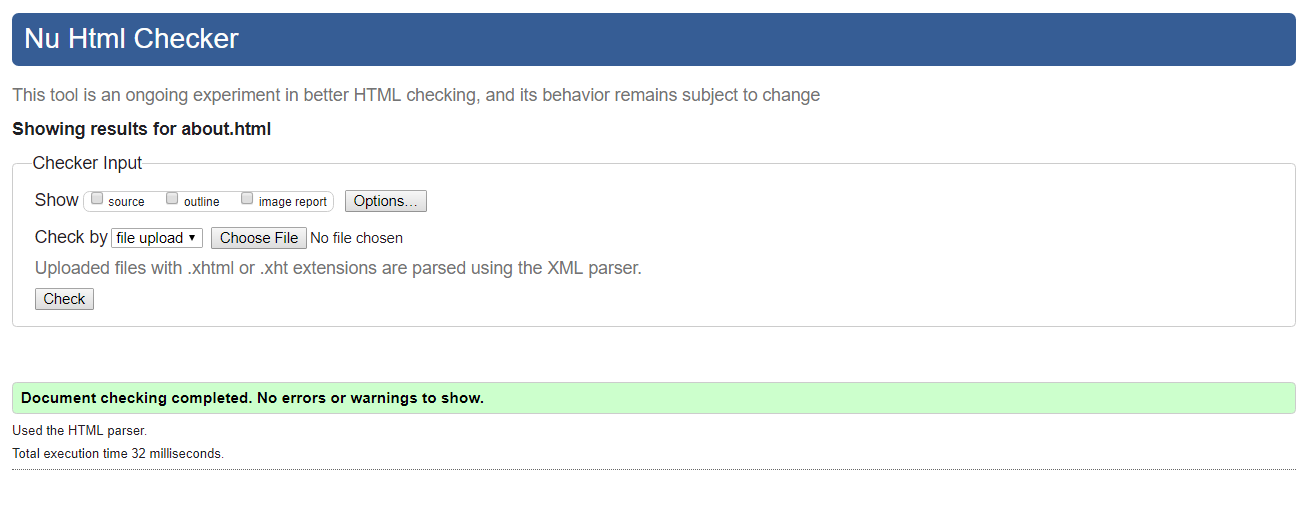 Nu Html Checker
This tool is an ongoing experiment in better HTML checking, and its behavior remains subject to change
Showing results for about.html
Checker Input
Show source outline image report Options...
Check by file upload Choose File No file chosen
Uploaded files with .xhtml or .xht extensions are parsed using the XML parser.
Check
Document checking completed. No errors or warnings to show.
Used the HTML parser.
Total execution time 32 milliseconds.